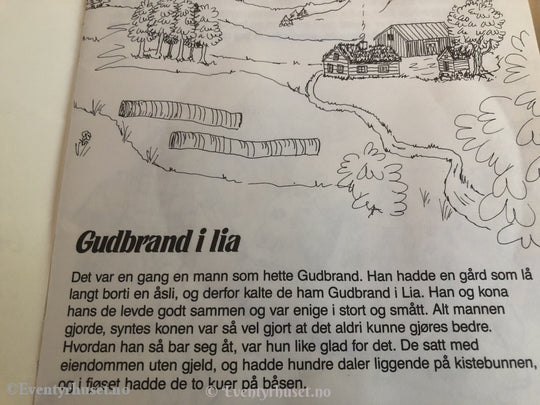 Gudbrand i lia
Det var en gang en mann som hette Gudbrand. Han hadde en gård som lå
langt borti en åsli, og derfor kalte de ham Gudbrand i Lia. Han og kona
hans de levde godt sammen og var enige i stort og smått. Alt mannen
gjorde, syntes konen var så vel gjort at det aldri kunne gjøres bedre.
Hvordan han så bar seg åt, var hun like glad for det. De satt med
eiendommen uten gjeld, og hadde hundre daler liggende på kistebunnen,
og i fjøset hadde de to kuer på båsen.
© Eventyrhuset.no © Eventyrhuset.no